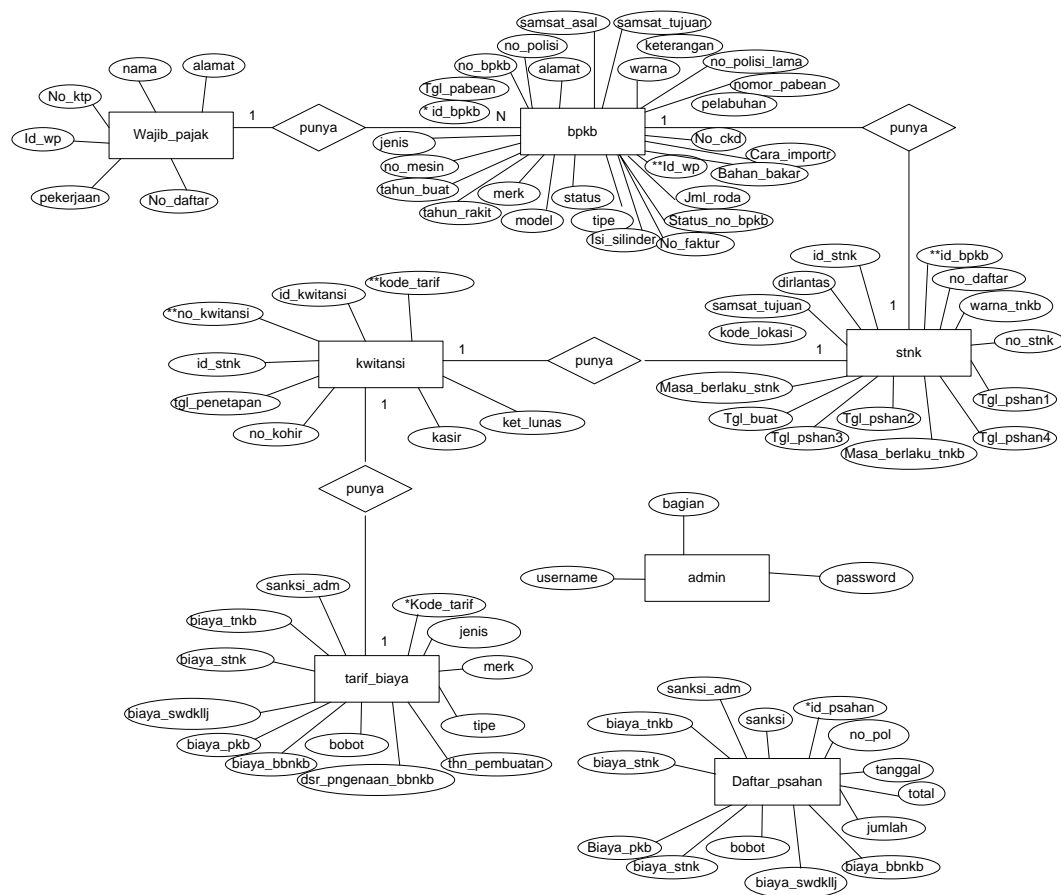 samsat_asal
samsat_tujuan
no_polisi
keterangan
nama
alamat
no_bpkb
alamat
warna
no_polisi_lama
Tgl_pabean
nomor_pabean
No_ktp
* id_bpkb
pelabuhan
1
N
1
Wajib_pajak
punya
bpkb
punya
Id_wp
jenis
No_ckd
no_mesin
Cara_importr
**Id_wp
Bahan_bakar
pekerjaan
No_daftar
tahun_buat
merk
status
Jml_roda
tahun_rakit
model
tipe
Status_no_bpkb
Isi_silinder
No_faktur
id_stnk
**id_bpkb
**kode_tarif
dirlantas
no_daftar
id_kwitansi
samsat_tujuan
warna_tnkb
**no_kwitansi
kode_lokasi
1
no_stnk
1
1
kwitansi
punya
stnk
id_stnk
Masa_berlaku_stnk
tgl_penetapan
1
Tgl_pshan1
ket_lunas
Tgl_buat
Tgl_pshan2
no_kohir
kasir
Tgl_pshan3
Tgl_pshan4
Masa_berlaku_tnkb
punya
bagian
username
admin
password
sanksi_adm
*Kode_tarif
biaya_tnkb
jenis
1
biaya_stnk
tarif_biaya
merk
sanksi_adm
*id_psahan
biaya_swdkllj
tipe
biaya_tnkb
sanksi
no_pol
biaya_pkb
bobot
biaya_bbnkb
thn_pembuatan
dsr_pngenaan_bbnkb
biaya_stnk
Daftar_psahan
tanggal
total
jumlah
Biaya_pkb
bobot
biaya_stnk
biaya_bbnkb
biaya_swdkllj